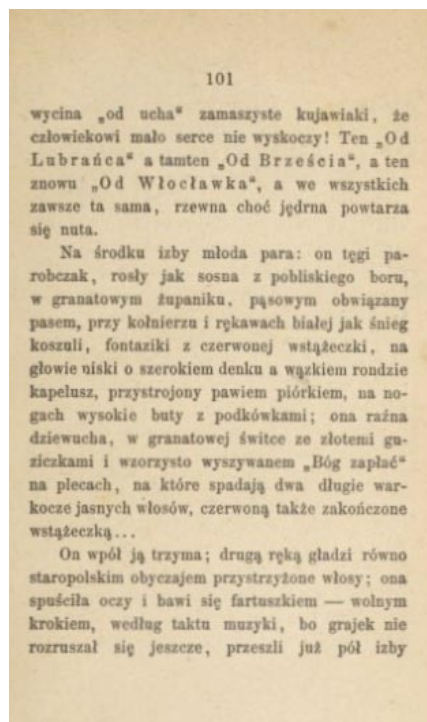 101
wycina „od ucha“ zamaszyste kujawiaki, że
człowiekowi mało serce nie wyskoczy! Ten „Od
Lubrańca“ a tamten „Od Brześcia“, a ten
znowu „Od Włocławka“, a we wszystkich
zawsze ta sama, rzewna choć jędrna powtarza
się nuta.
Na środku izby młoda para: on tęgi pa-
robczak, rosły jak sosna z pobliskiego boru,
w granatowym żupaniku, pąsowym obwiązany
pasem, przy kołnierzu i rękawach białej jak śnieg
koszuli, fontaziki z czerwonej wstążeczki, na
głowie niski o szerokiem denku a wązkiem rondzie
kapelusz, przystrojony pawiem piórkiem, na no-
gach wysokie buty z podkówkami; ona raźna
dziewucha, w granatowej świtce ze złotemi gu-
ziczkami i wzorzysto wyszywanem „Bóg zapłać“
na plecach, na które spadają dwa długie war-
kocze jasnych włosów, czerwoną także zakończone
wstążeczką...
On wpół ją trzyma; drugą ręką gładzi równo
staropolskim obyczajem przystrzyżone włosy; ona
spuściła oczy i bawi się fartuszkiem — wolnym
krokiem, według taktu muzyki, bo grajek nie
rozruszał się jeszcze, przeszli już pół izby